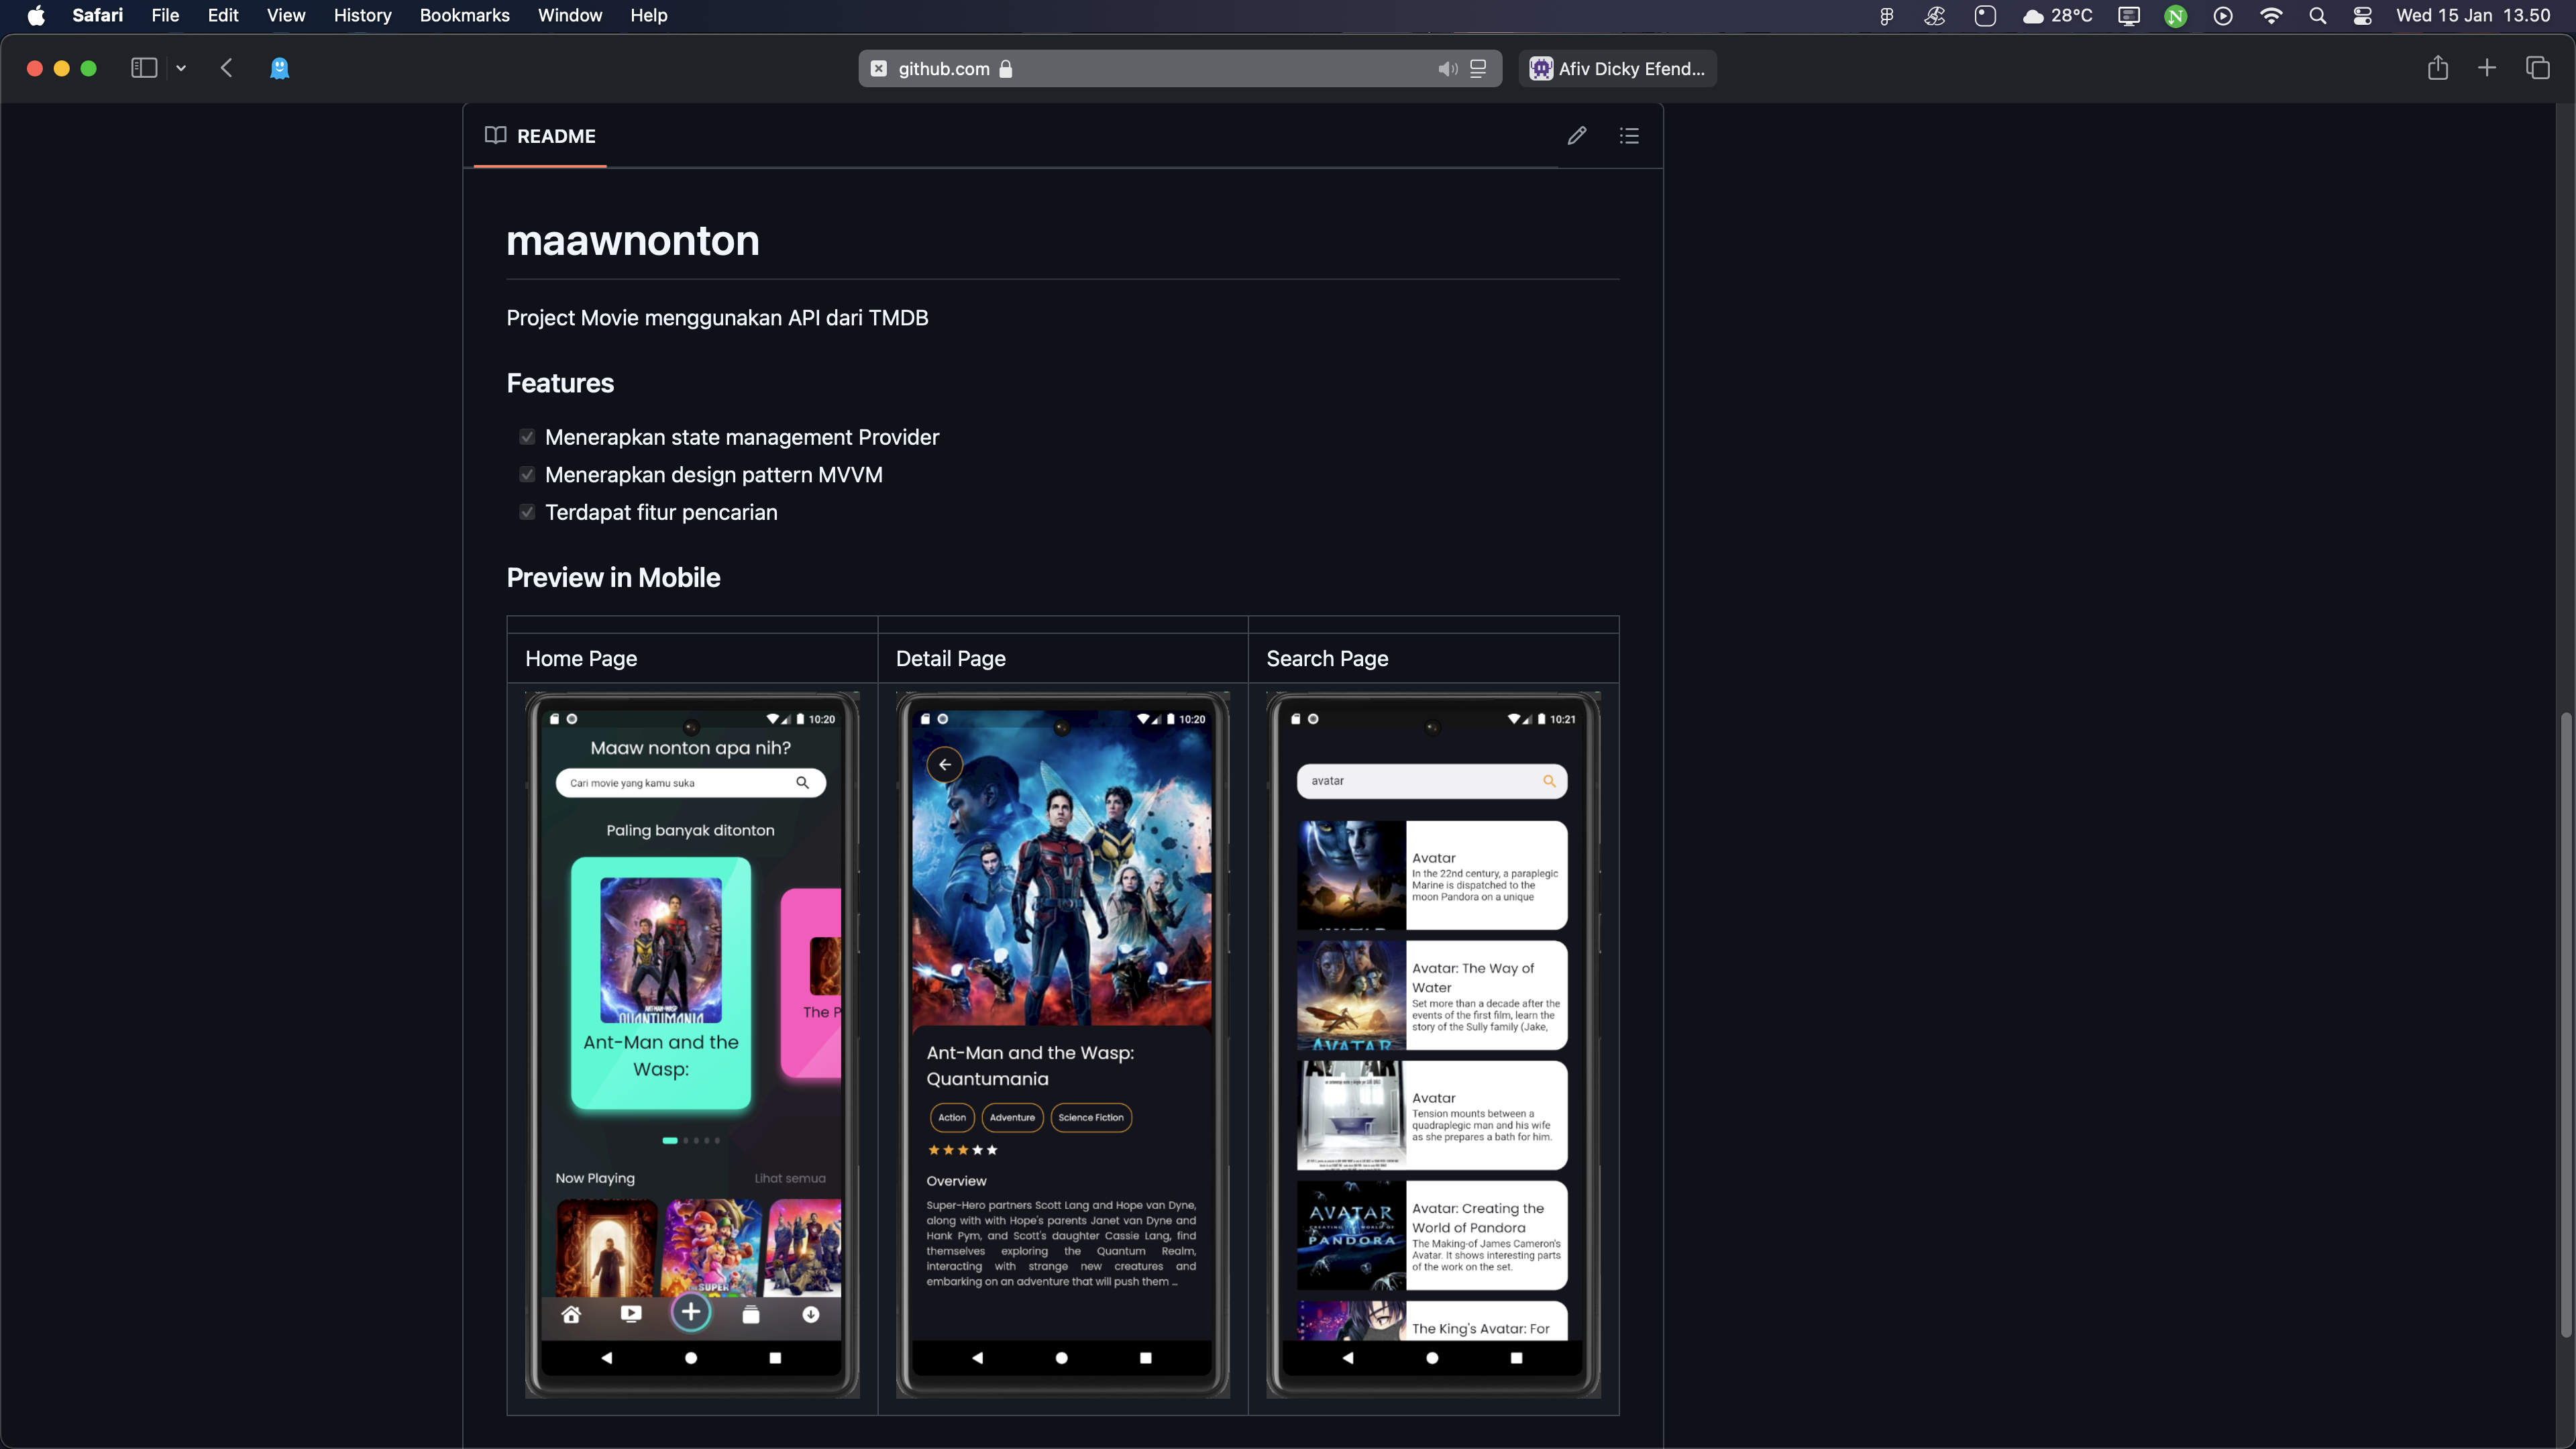 Safari File Edit View History Bookmarks Window Help 28°C Wed 15 Jan 13.50
github.com Afiv Dicky Efend...
README
maawnonton
Project Movie menggunakan API dari TMDB
Features
Menerapkan state management Provider
Menerapkan design pattern MVVM
Terdapat fitur pencarian
Preview in Mobile
Home Page
Detail Page
Search Page
10:20
Maaw nonton apa nih?
Cari movie yang kamu suka
Paling banyak ditonton
QUANTUMANIA
Ant-Man and the
Wasp:
The P
Now Playing
Lihat semua
SUPER
10:20
Ant-Man and the Wasp:
Quantumania
Action
Adventure
Science Fiction
Overview
Super-Hero partners Scott Lang and Hope van Dyne,
along with with Hope's parents Janet van Dyne and
Hank Pym, and Scott's daughter Cassie Lang, find
themselves exploring the Quantum Realm,
interacting with strange new creatures and
embarking on an adventure that will push them ...
10:21
avatar
Avatar
In the 22nd century, a paraplegic
Marine is dispatched to the
moon Pandora on a unique
AVATAR
Avatar: The Way of
Water
Set more than a decade after the
events of the first film, learn the
story of the Sully family (Jake,
Avatar
Tension mounts between a
quadraplegic man and his wife
as she prepares a bath for him.
AVATAR
CREATING THE WORLD OF
PANDORA
Avatar: Creating the
World of Pandora
The Making-of James Cameron's
Avatar. It shows interesting parts
of the work on the set.
The King's Avatar: For